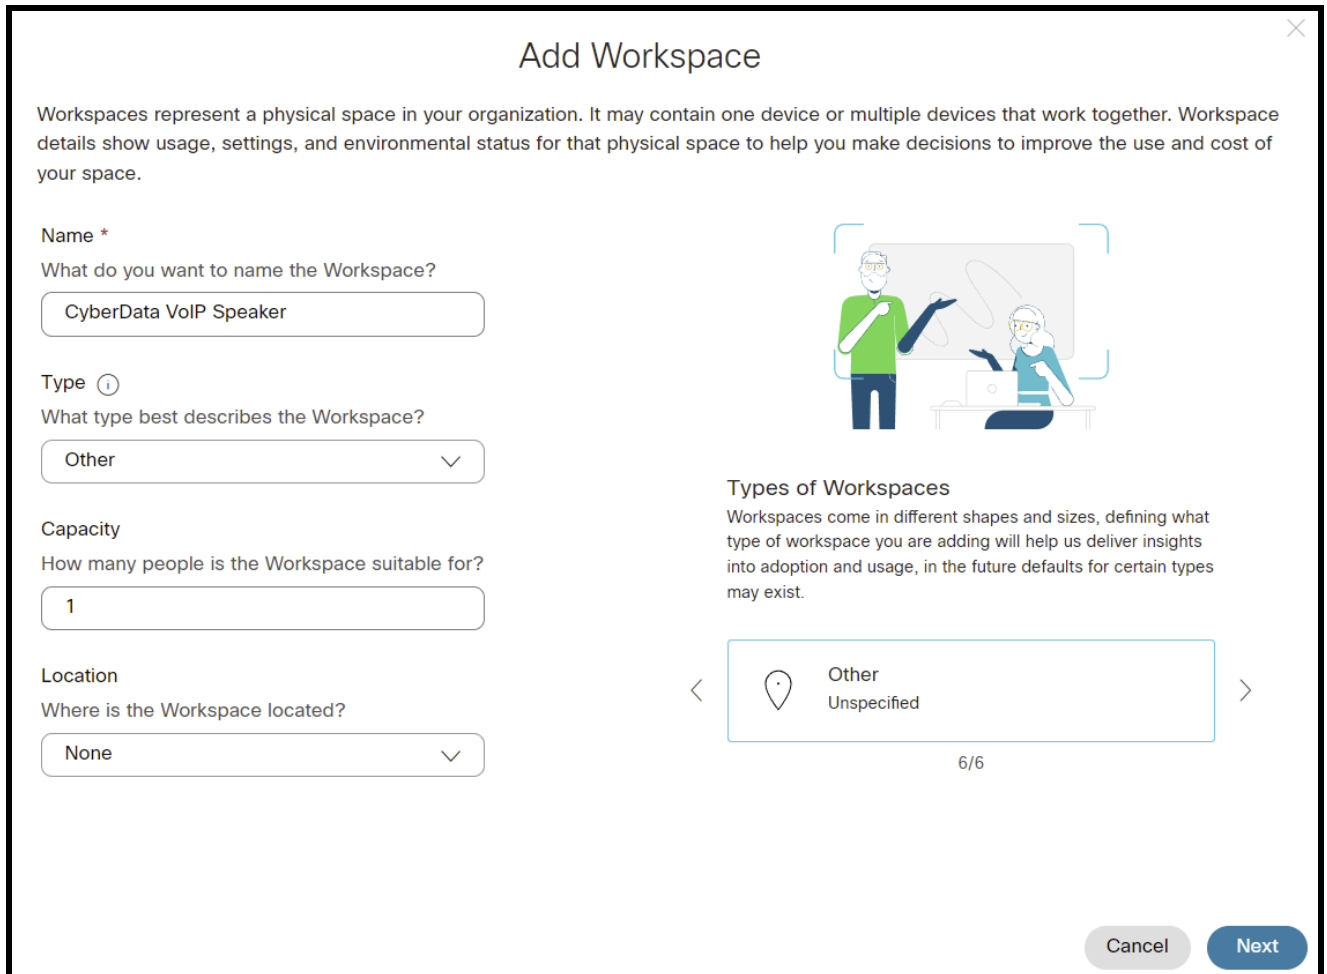 Add Workspace
Workspaces represent a physical space in your organization. It may contain one device or multiple devices that work together. Workspace
details show usage, settings, and environmental status for that physical space to help you make decisions to improve the use and cost of
your space.
Name *
What do you want to name the Workspace?
CyberData VoIP Speaker
Type
What type best describes the Workspace?
Other
Capacity
How many people is the Workspace suitable for?
1
Location
Where is the Workspace located?
None
Types of Workspaces
Workspaces come in different shapes and sizes, defining what
type of workspace you are adding will help us deliver insights
into adoption and usage, in the future defaults for certain types
may exist.
Other
Unspecified
6/6
Cancel
Next